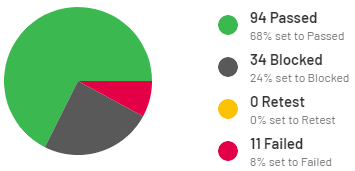 94 Passed
68% set to Passed
34 Blocked
24% set to Blocked
0 Retest
0% set to Retest
11 Failed
8% set to Failed